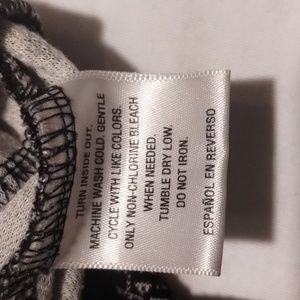 TURN INSIDE OUT.
MACHINE WASH COLD. GENTLE
CYCLE WITH LIKE COLORS.
ONLY NON-CHLORINE BLEACH
WHEN NEEDED.
TUMBLE DRY LOW.
DO NOT IRON.
ESPAÑOL EN REVERSO